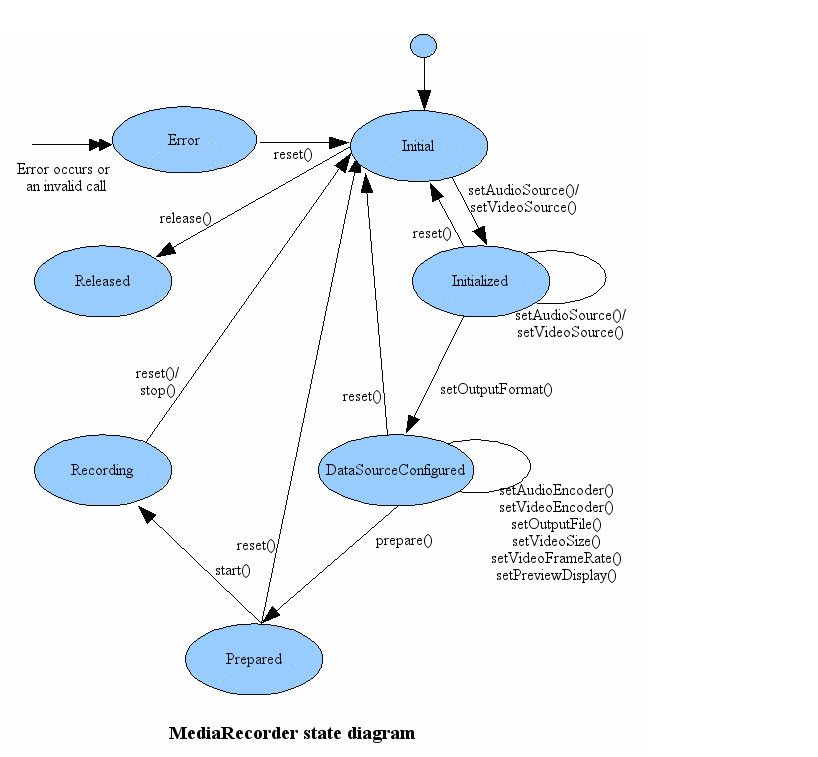 Error
reset()
Initial
Error occurs or
an invalid call
setAudioSource()/
setVideoSource()
release()
reset()
Released
Initialized
setAudioSource()/
setVideoSource()
reset()/
stop()
reset()
setOutputFormat()
Recording
DataSourceConfigured
setAudioEncoder()
setVideoEncoder()
setOutputFile()
setVideoSize()
setVideoFrameRate()
setPreviewDisplay()
reset()
prepare()
start()
Prepared
MediaRecorder state diagram